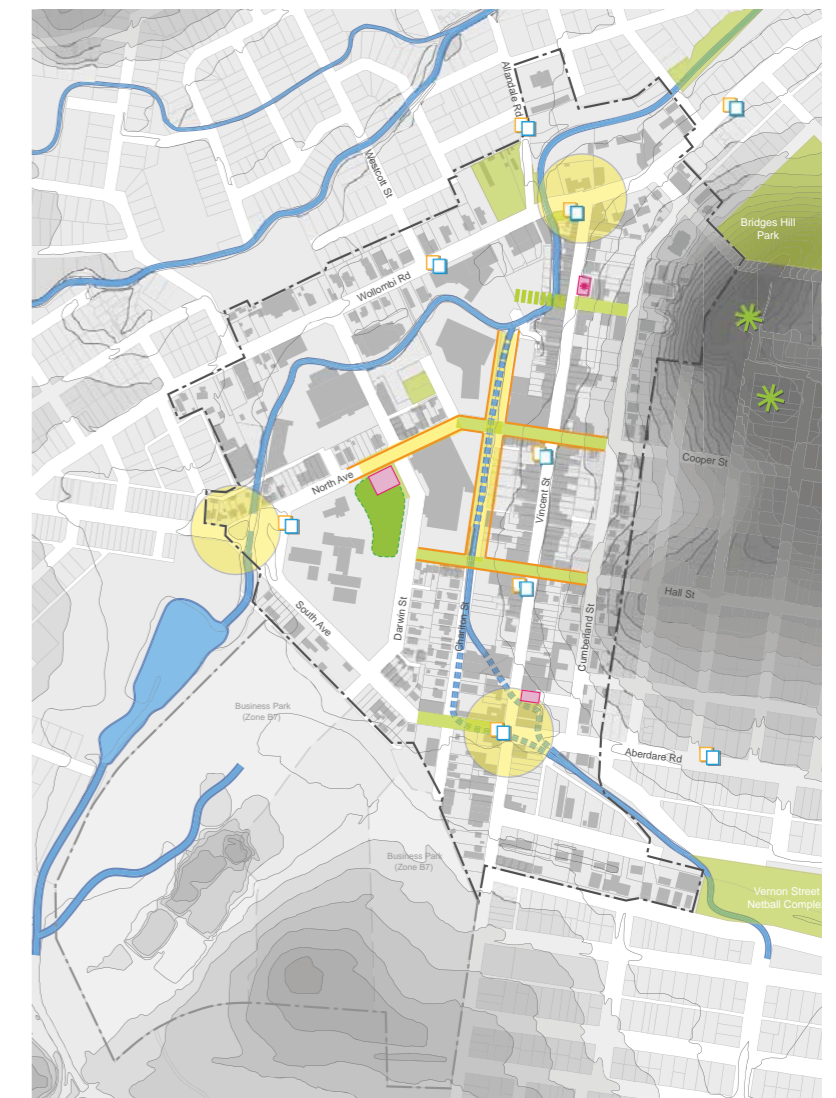 Allandale Rd
Westcott St
Bridges Hill
Park
Wollombi Rd
Cooper St
North Ave
Vincent St
Hall St
South Ave
Darwin St
Charlton St
Cumberland St
Business Park
(Zone B7)
Aberdare Rd
Business Park
(Zone B7)
Vernon Street
Netball Comple